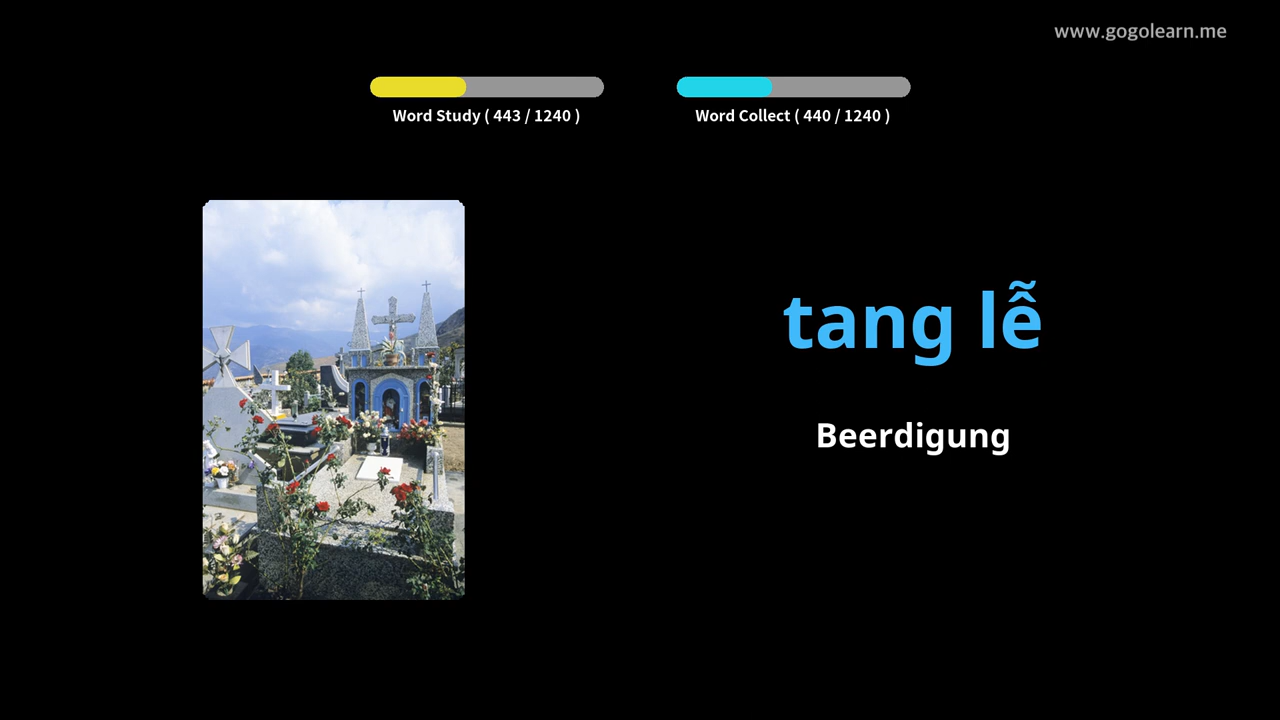 www.gogolearn.me
Word Study ( 443 / 1240 )
Word Collect ( 440 / 1240 )
tang lễ
Beerdigung